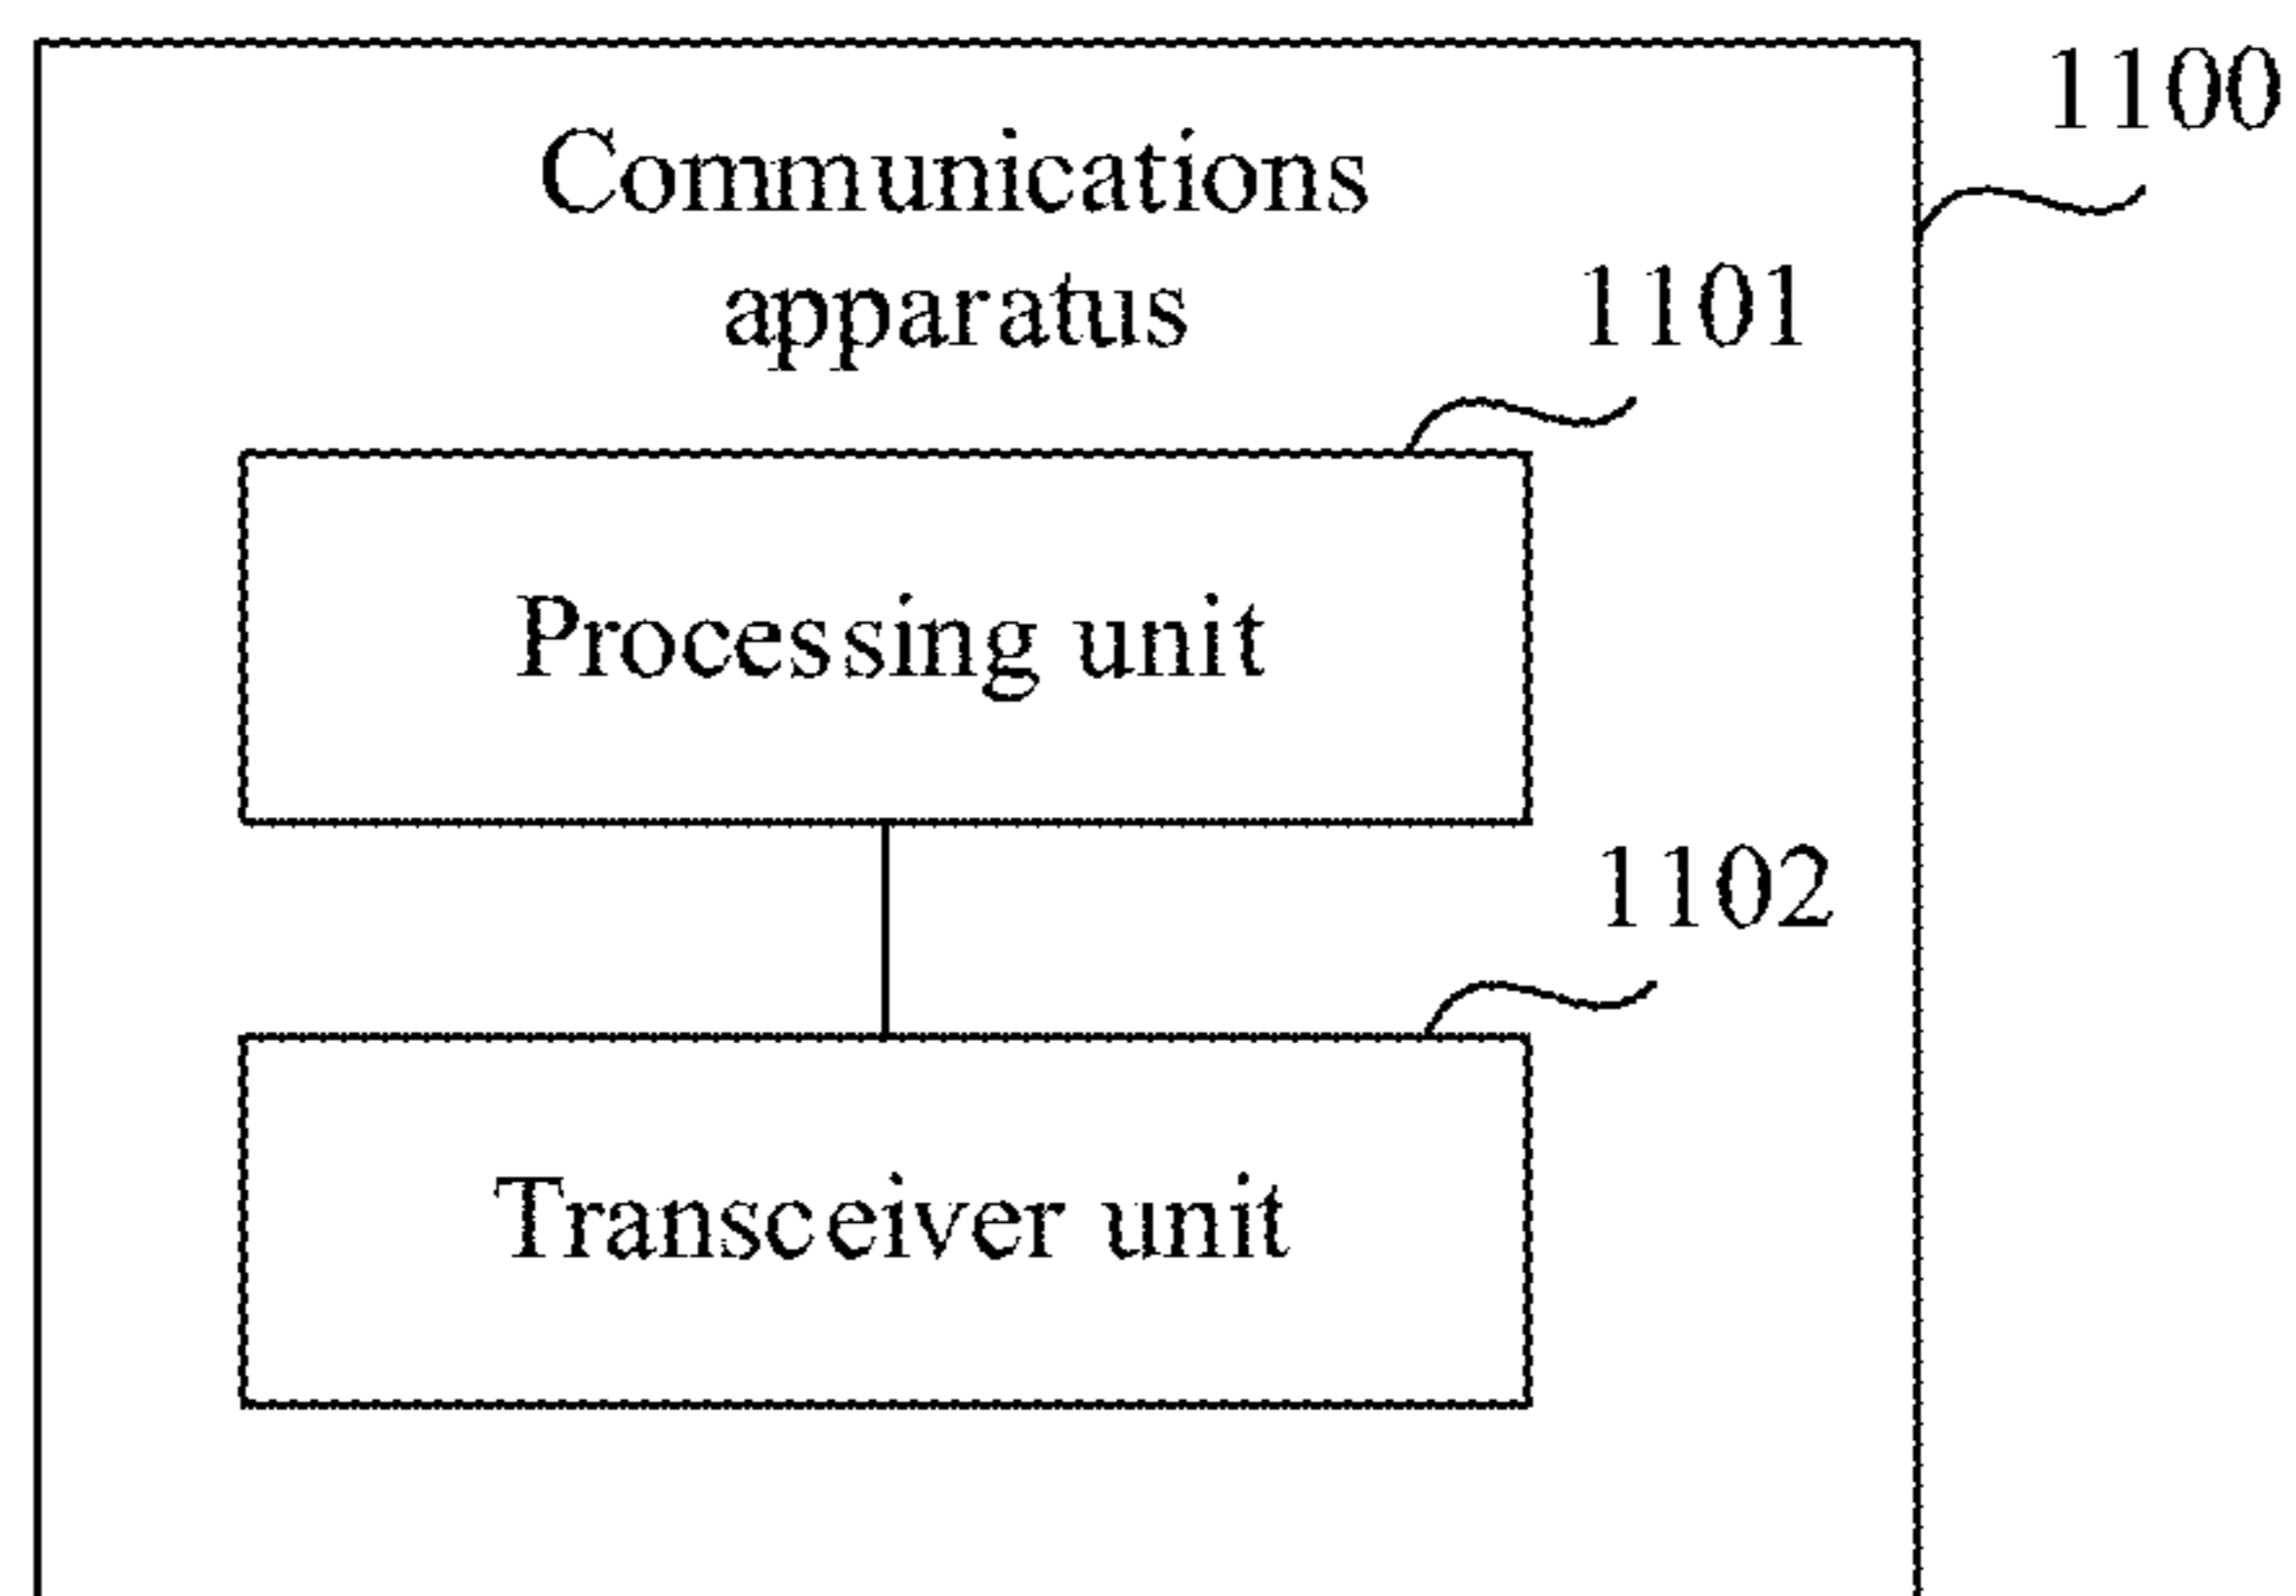 1100
Communications
apparatus
1101
Processing unit
1102
Transceiver unit